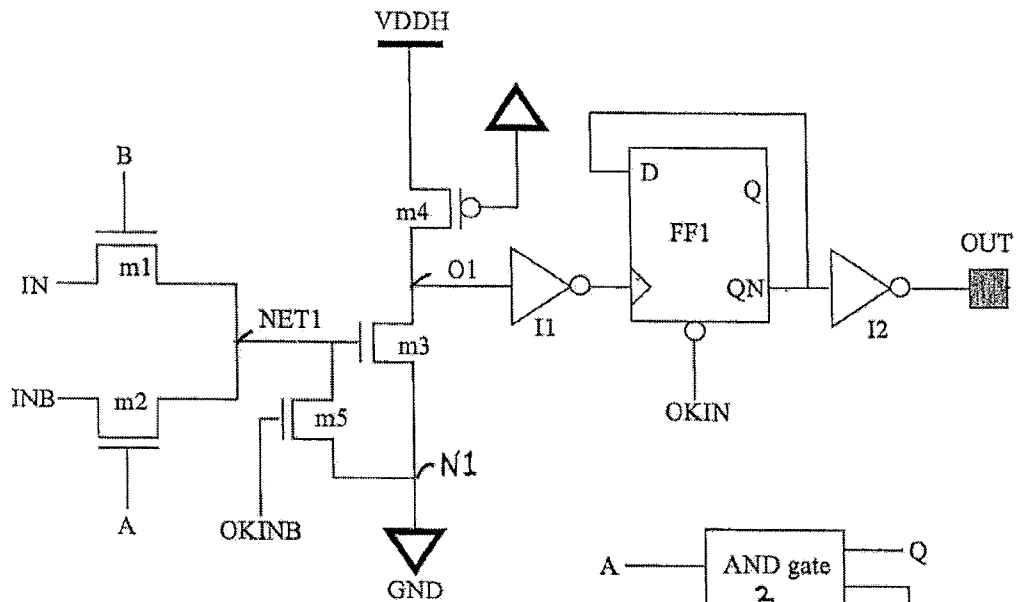 VDDH
B
m4
D
Q
m1
FF1
OUT
IN
O1
QN
NET1
I1
I2
m3
INB
m2
m5
OKIN
N1
A
OKINB
GND
A
AND gate
Q
2